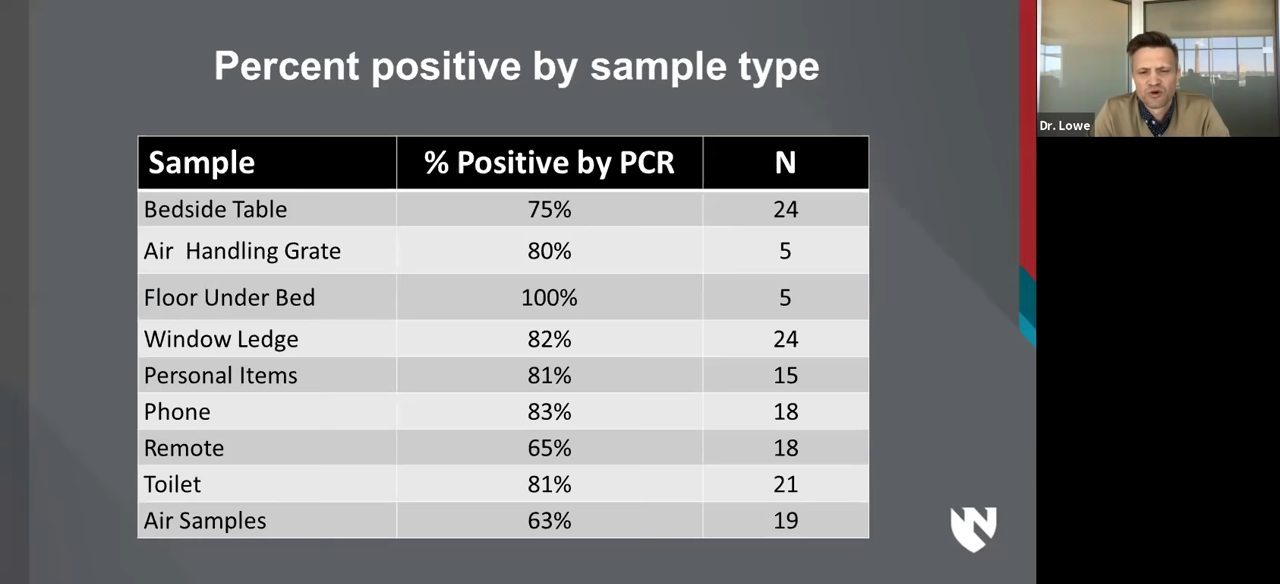 Percent positive by sample type
Sample % Positive by PCR N
Bedside Table 75% 24
Air Handling Grate 80% 5
Floor Under Bed 100% 5
Window Ledge 82% 24
Personal Items 81% 15
Phone 83% 18
Remote 65% 18
Toilet 81% 21
Air Samples 63% 19
Dr. Lowe